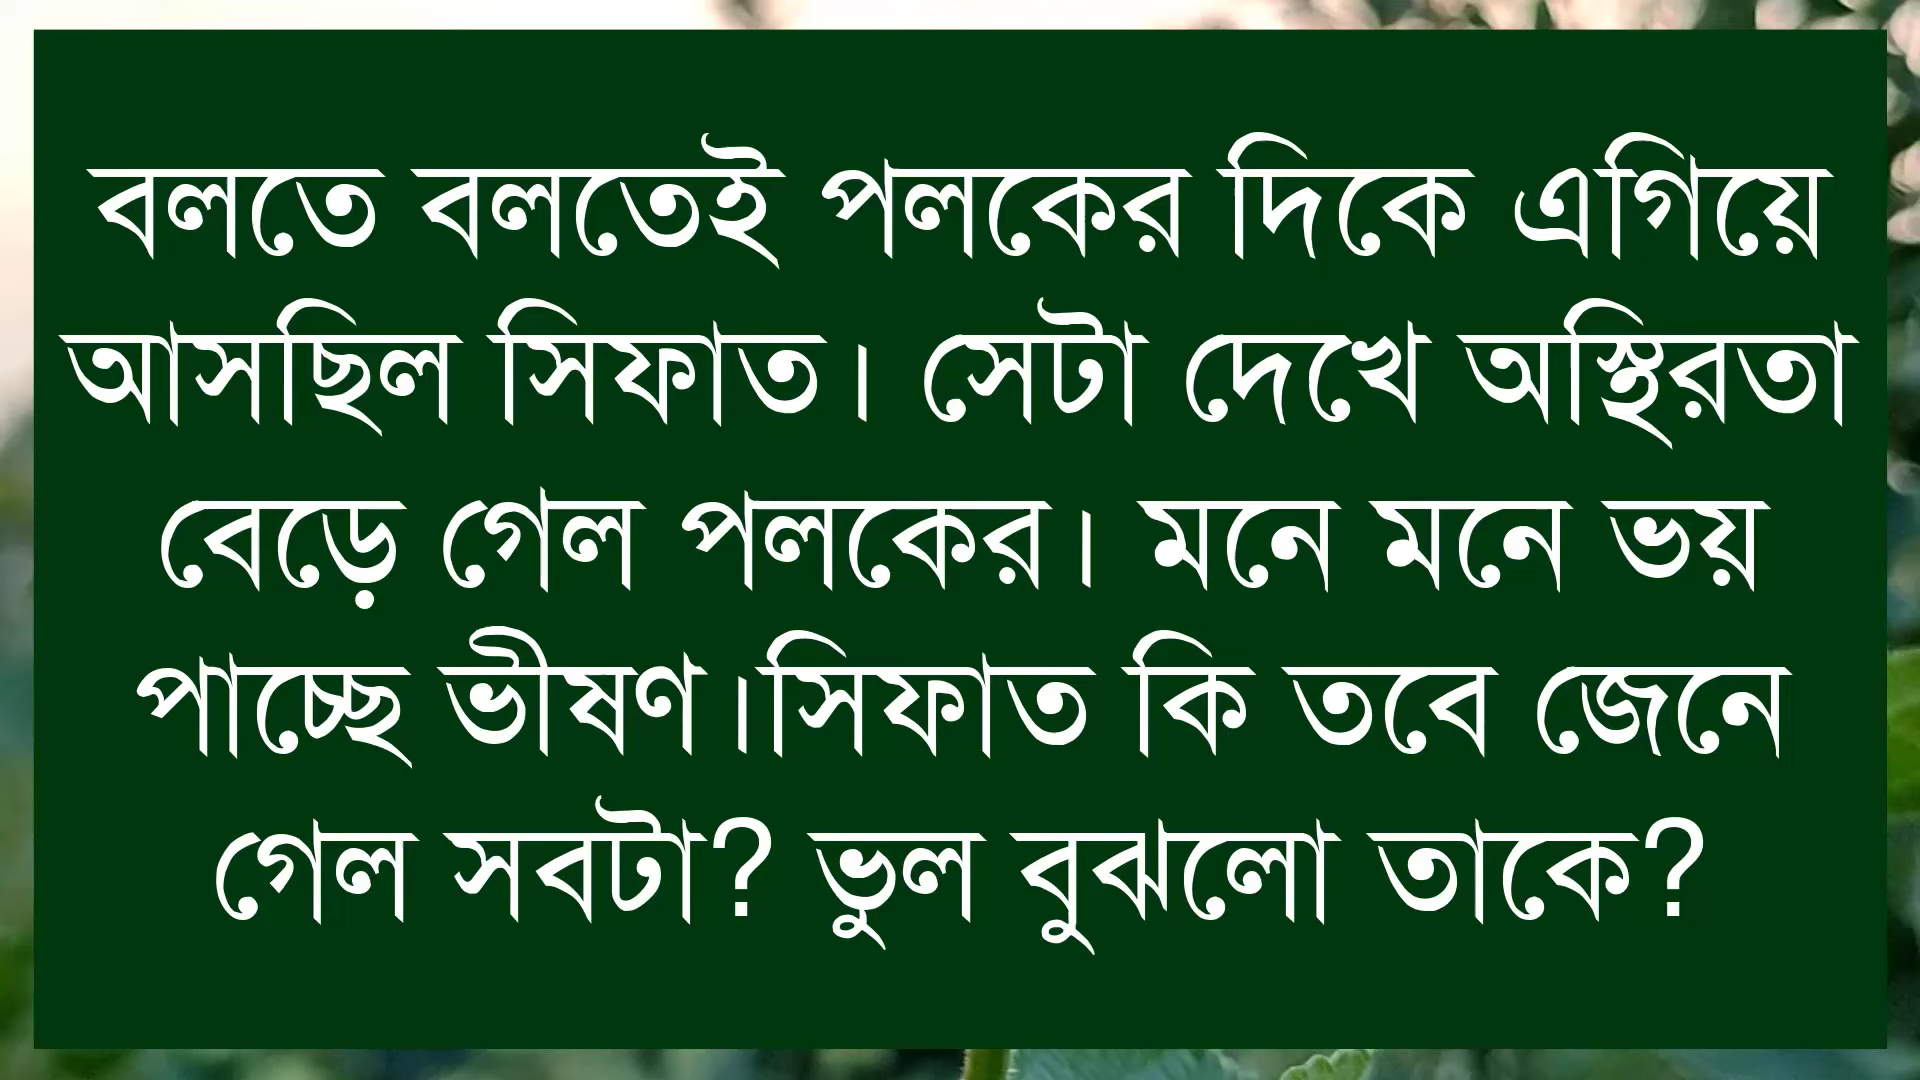 বলতে বলতেই পলকের দিকে এগিয়ে
আসছিল সিফাত। সেটা দেখে অস্থিরতা
বেড়ে গেল পলকের। মনে মনে ভয়
পাচ্ছে ভীষণ।সিফাত কি তবে জেনে
গেল সবটা? ভুল বুঝলো তাকে?